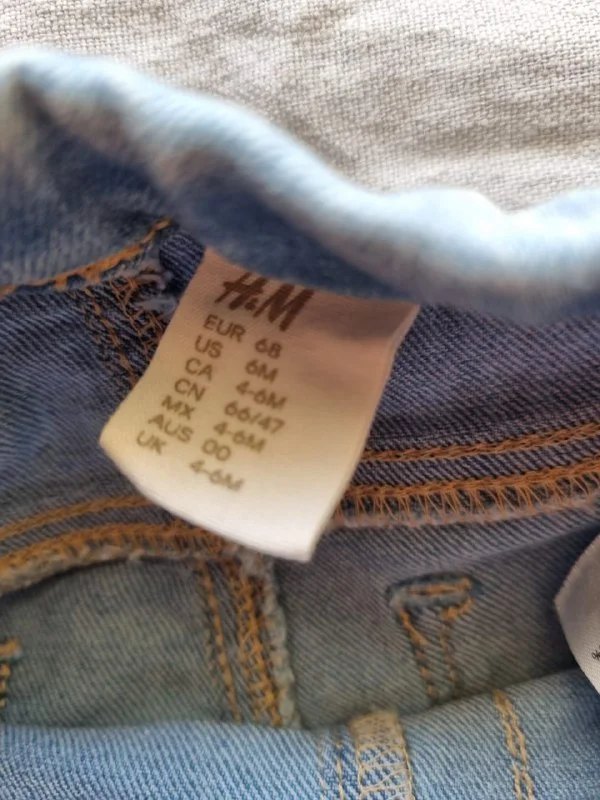 H&M
EUR 68
US 6M
CA 4-6M
CN 66/47
MX 4-6M
AUS 00
UK 4-6M